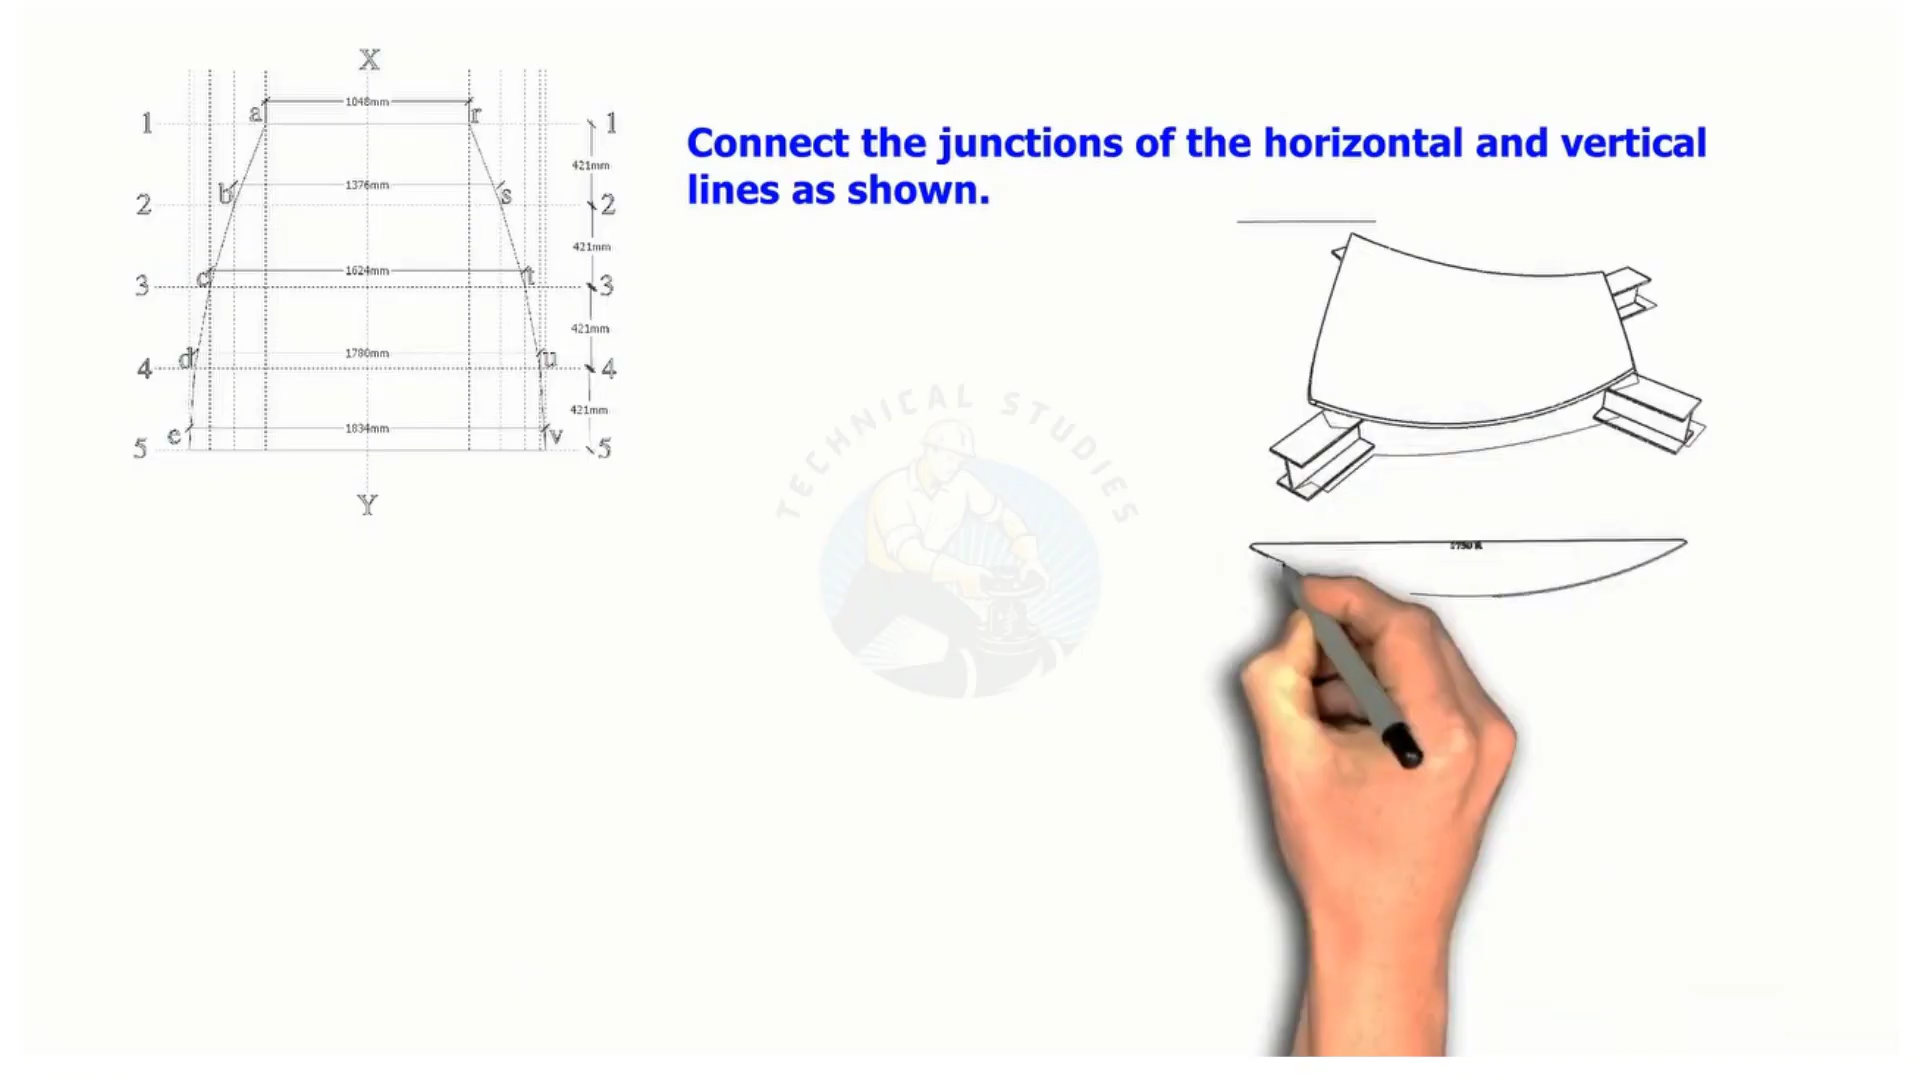 X
1048mm
a r
1 1
421mm
1376mm
b s
2 2
421mm
1624mm
c t
3 3
421mm
1780mm
d u
4 4
421mm
1834mm
e v
5 5
Y
Connect the junctions of the horizontal and vertical
lines as shown.
TECHNICAL STUDIES